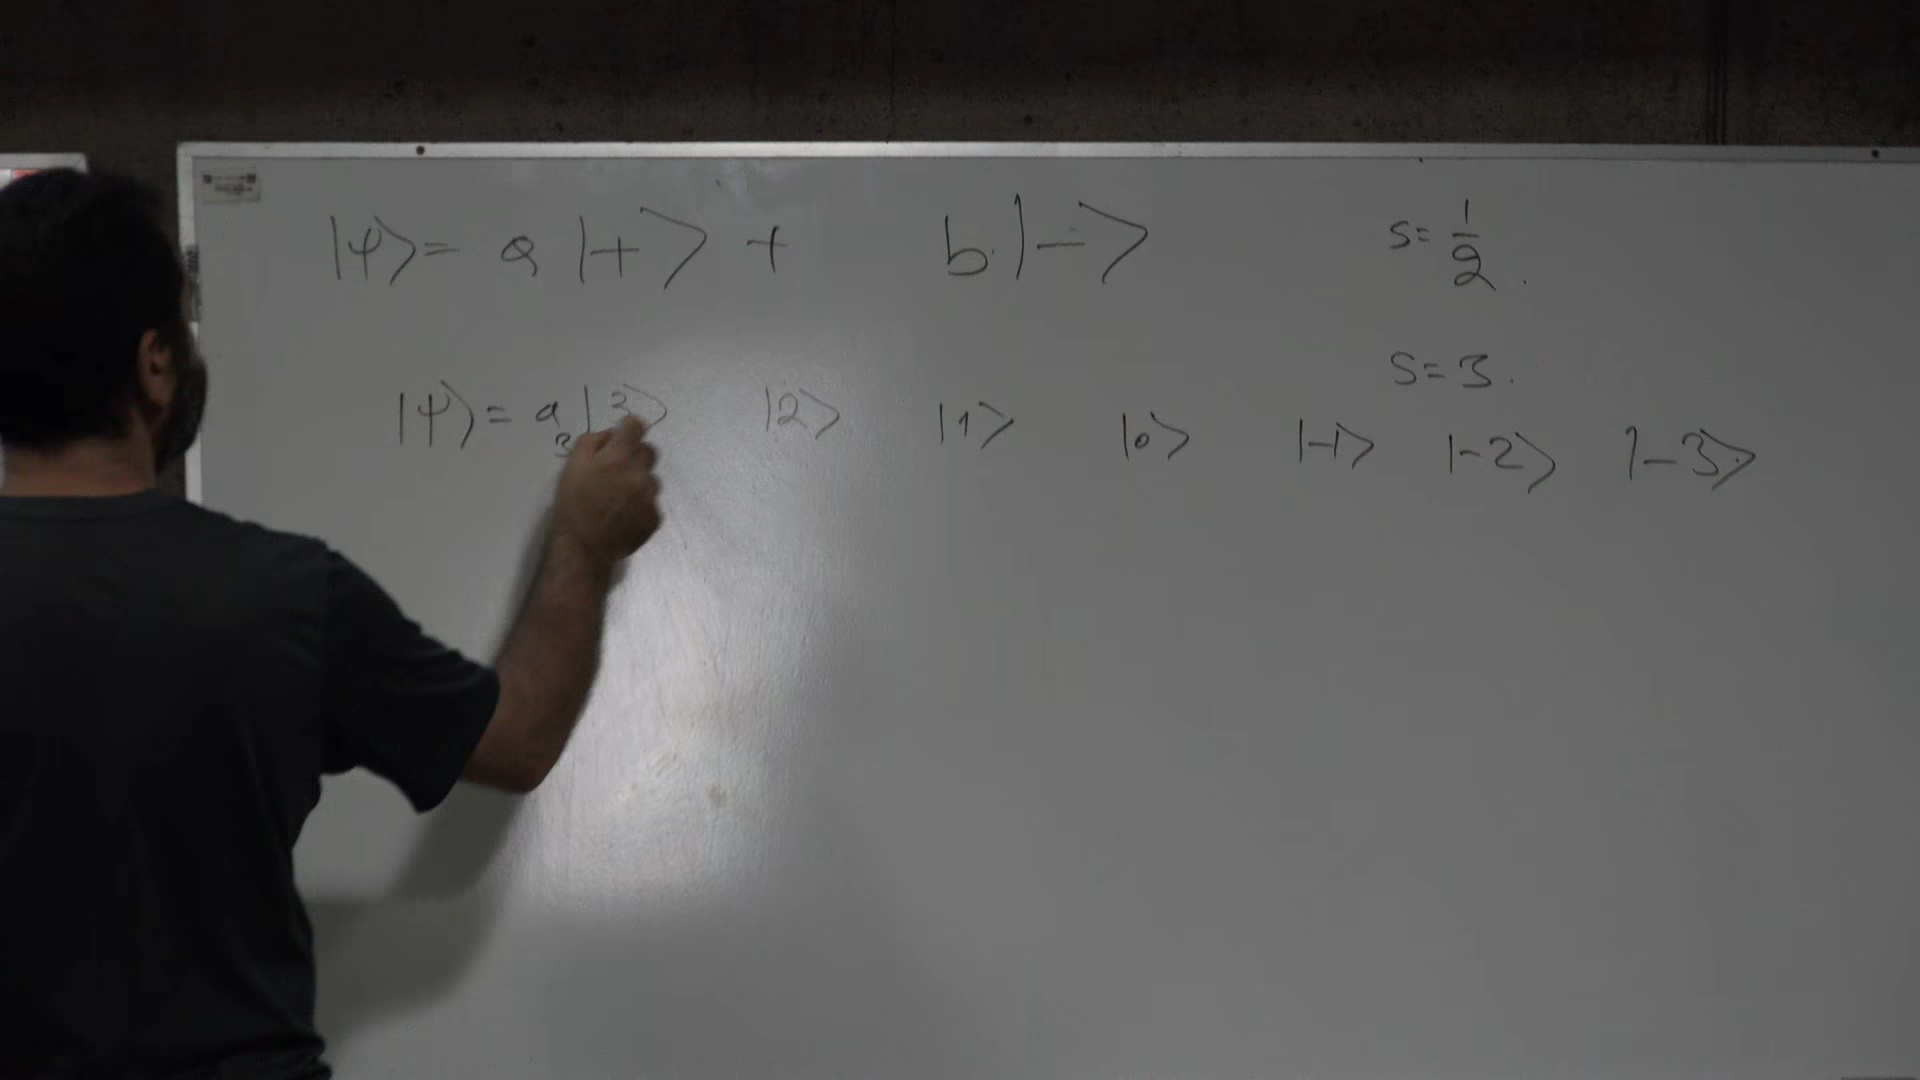 |ψ⟩= a |+⟩ + b |−⟩ s= 1/2
s=3
|ψ⟩ = a₃ |3⟩ |2⟩ |1⟩ |0⟩ |−1⟩ |−2⟩ |−3⟩